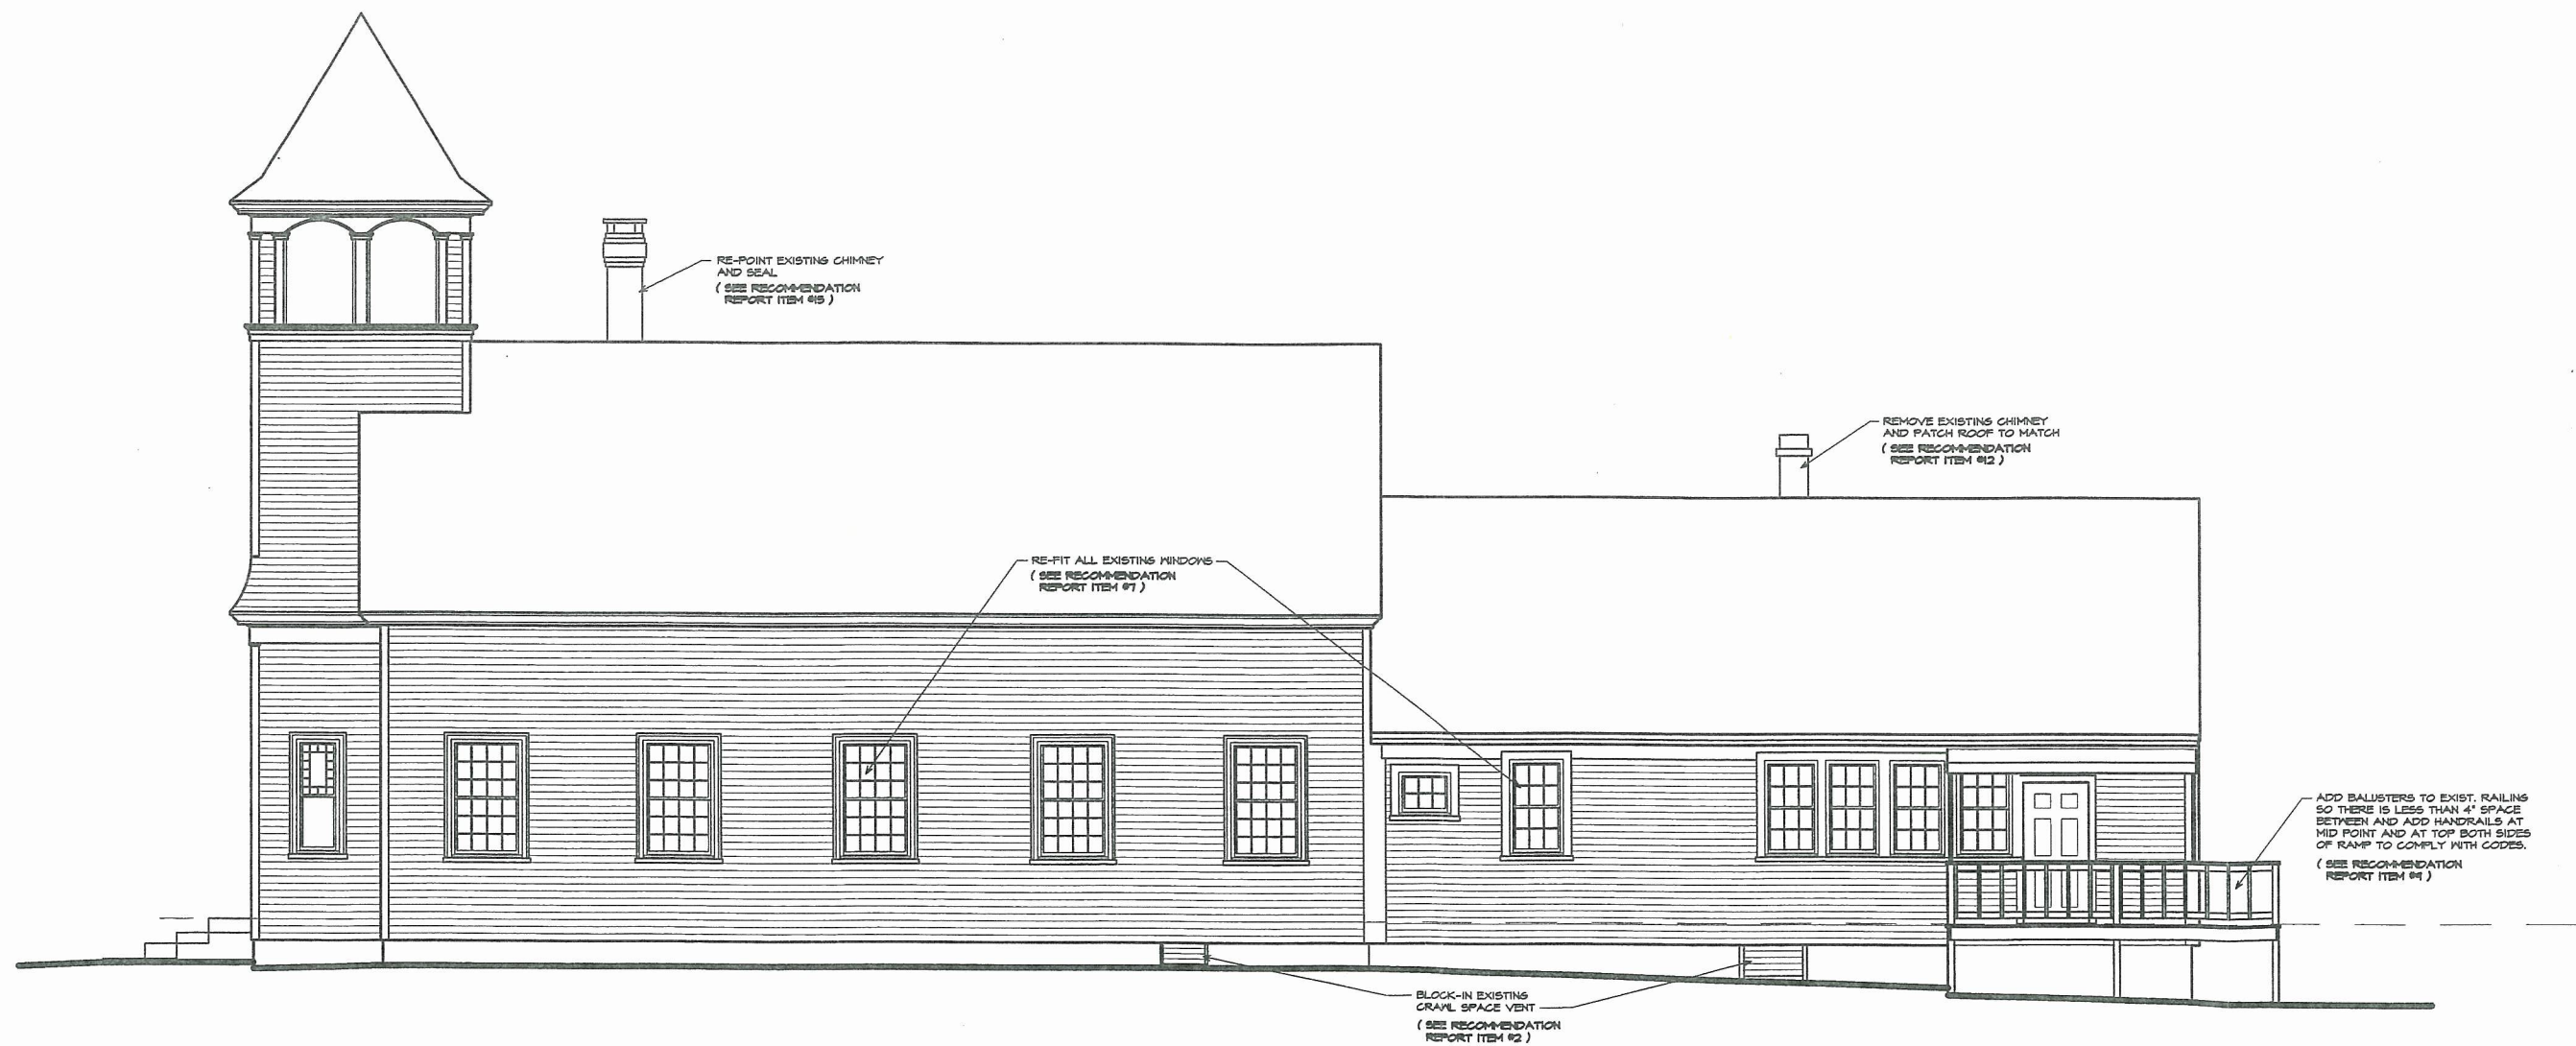 RE-POINT EXISTING CHIMNEY
AND SEAL
( SEE RECOMMENDATION
REPORT ITEM #15 )
REMOVE EXISTING CHIMNEY
AND PATCH ROOF TO MATCH
( SEE RECOMMENDATION
REPORT ITEM #12 )
RE-FIT ALL EXISTING WINDOWS
( SEE RECOMMENDATION
REPORT ITEM #7 )
ADD BALUSTERS TO EXIST. RAILING
SO THERE IS LESS THAN 4" SPACE
BETWEEN AND ADD HANDRAILS AT
MID POINT AND AT TOP BOTH SIDES
OF RAMP TO COMPLY WITH CODES.
( SEE RECOMMENDATION
REPORT ITEM )
BLOCK-IN EXISTING
CRAWL SPACE VENT
( SEE RECOMMENDATION
REPORT ITEM #2 )